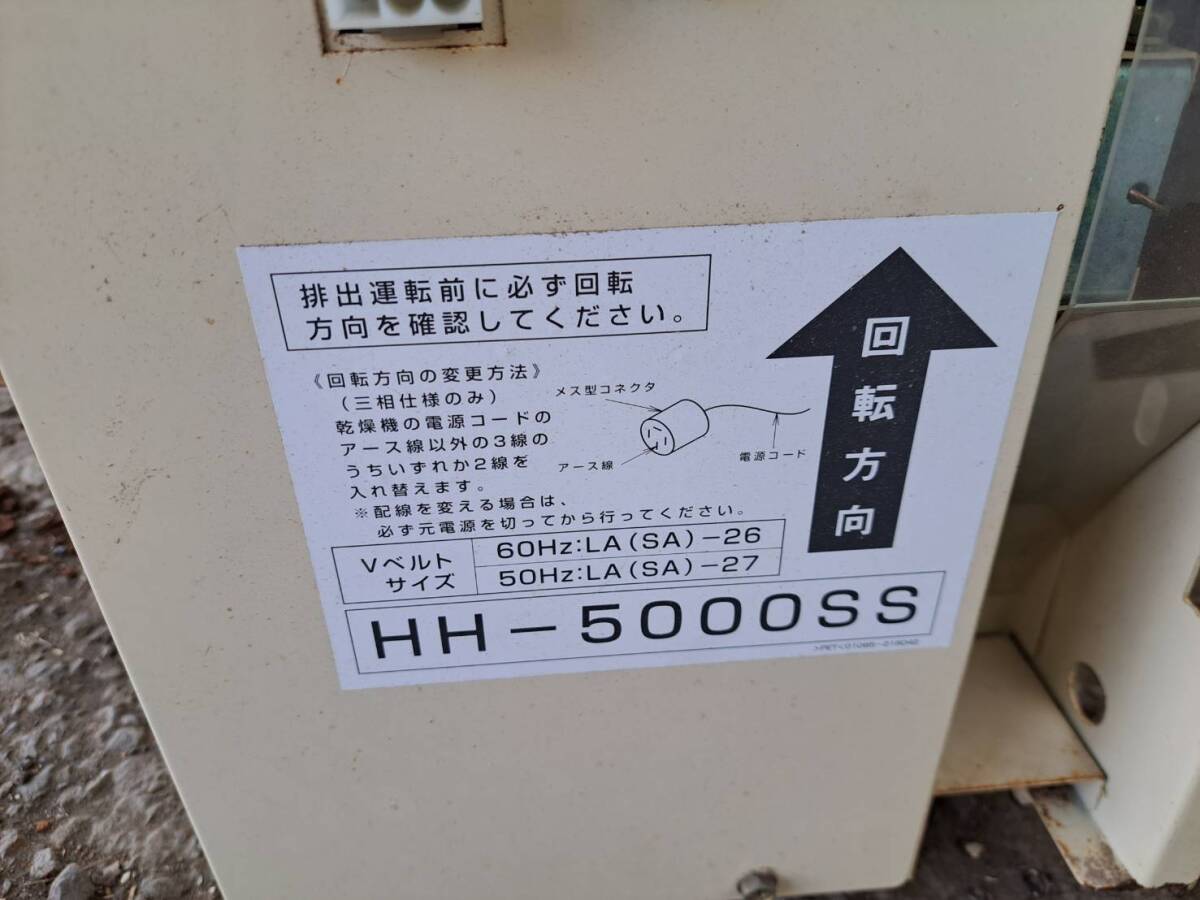 排出運転前に必ず回転
方向を確認してください。
《回転方向の変更方法》
(三相仕様のみ)
乾燥機の電源コードの
アース線以外の3線の
うちいずれか2線を
入れ替えます。
※配線を変える場合は、
必ず元電源を切ってから行ってください。
メス型コネクタ
アース線
電源コード
回転方向
Vベルト
サイズ
60Hz:LA(SA)-26
50Hz:LA(SA)-27
HH-5000SS